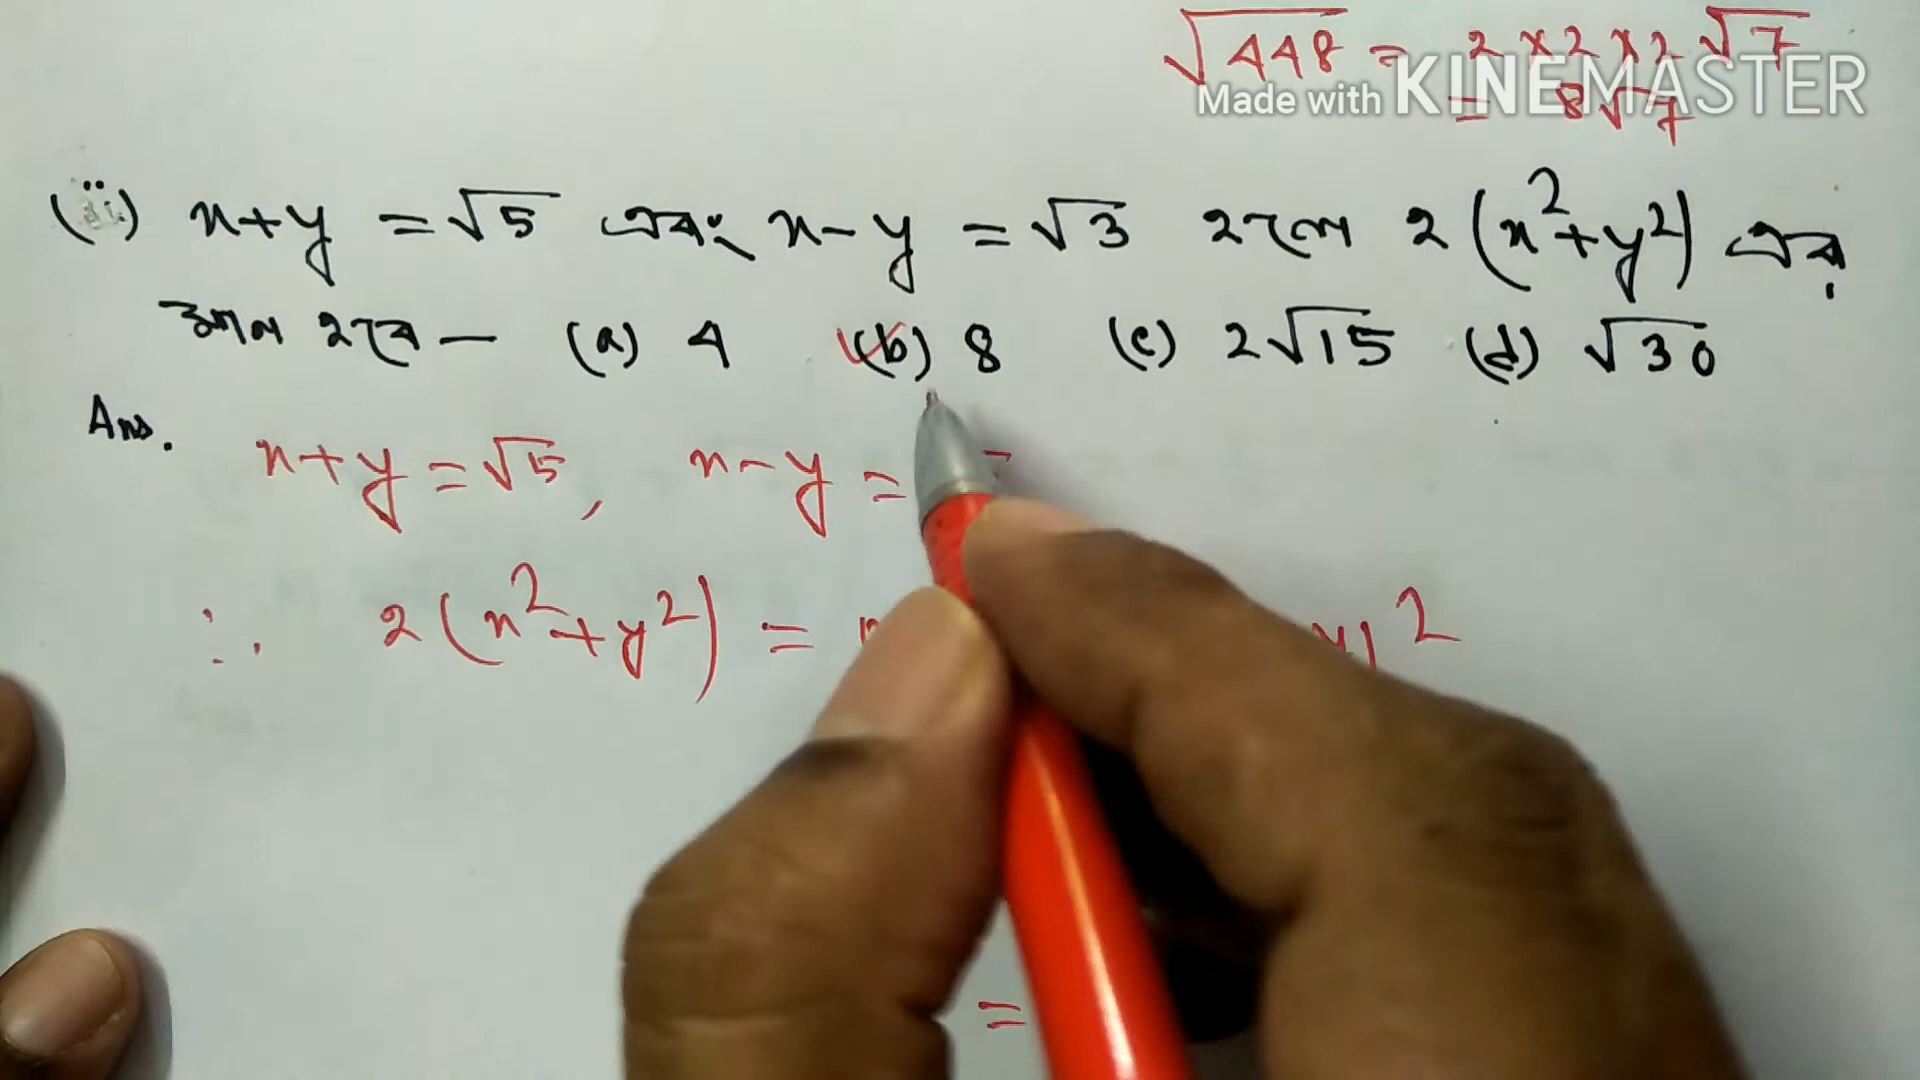 √448 = 2×2×2√7
= 8√7
Made with KINEMASTER
(ii) x+y = √5 এবং x-y = √3 হলে 2(x²+y²) এর
মান হবে — (a) 4 (b) 8 (c) 2√15 (d) √30
Ans. x+y = √5, x-y =
∴ 2(x²+y²) = y)²
=